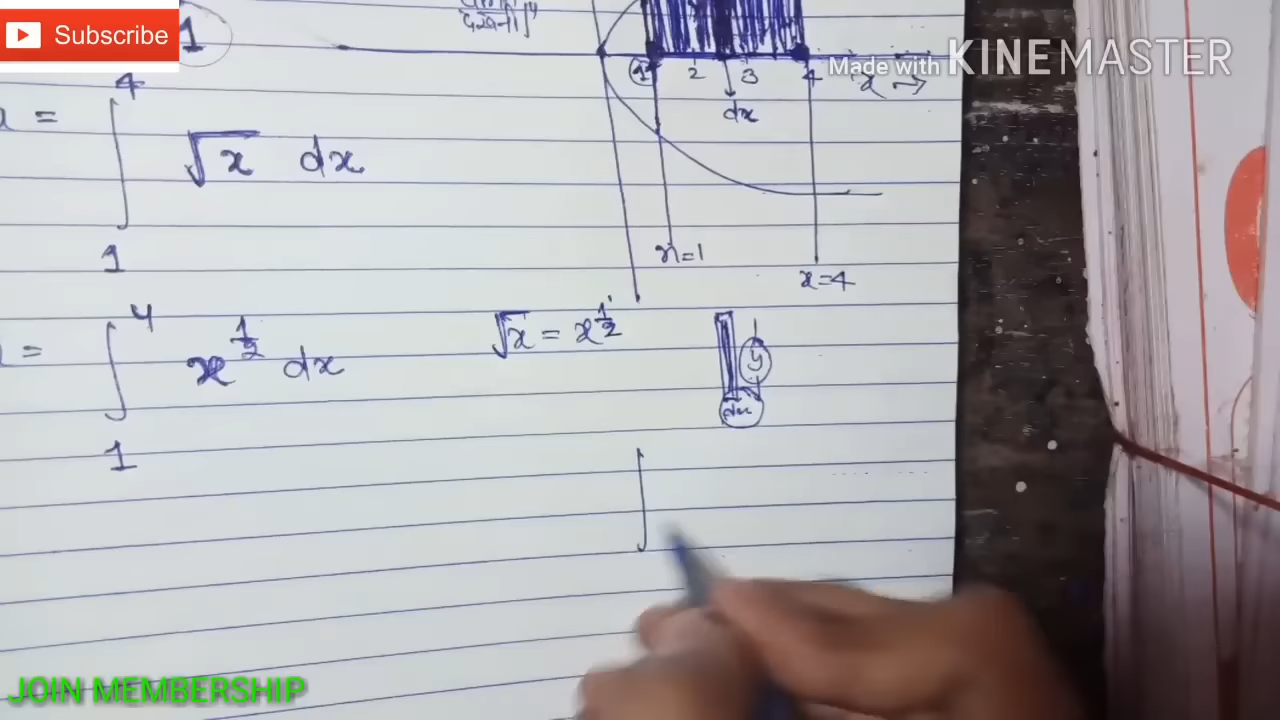 Subscribe
1
Made with KINEMASTER
1 2 3 4 x →
dx
= ∫₁⁴ √x dx
x=1
x=4
= ∫₁⁴ x^1/2 dx
√x = x^1/2
y
dx
∫
JOIN MEMBERSHIP